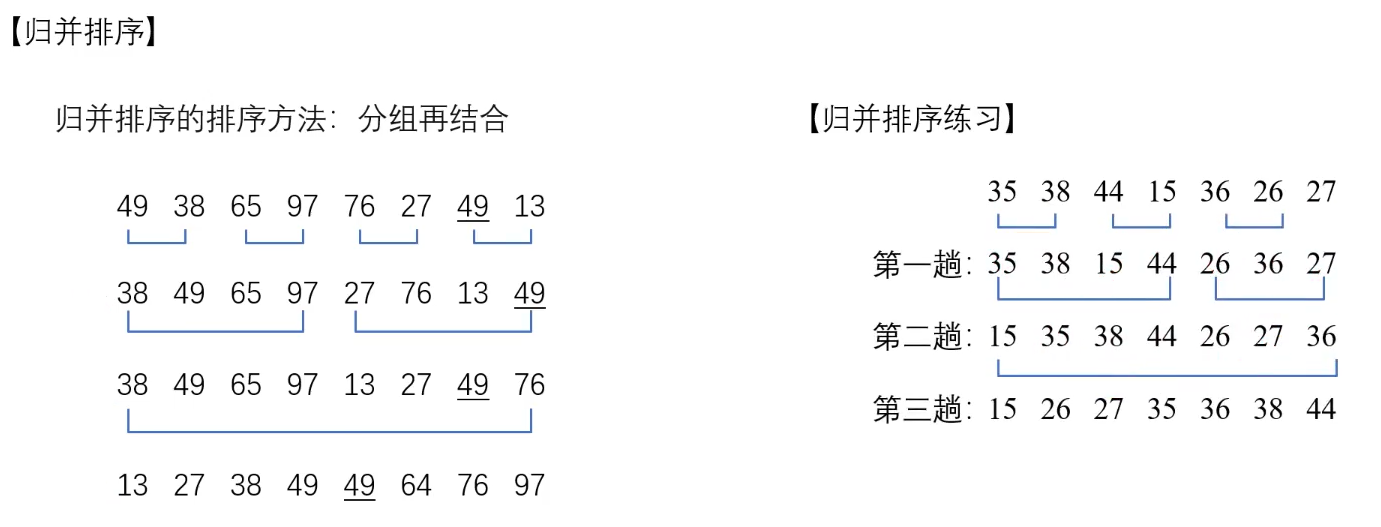 【归并排序】
归并排序的排序方法：分组再结合
49 38 65 97 76 27 49 13
38 49 65 97 27 76 13 49
38 49 65 97 13 27 49 76
13 27 38 49 49 64 76 97
【归并排序练习】
35 38 44 15 36 26 27
第一趟：35 38 15 44 26 36 27
第二趟：15 35 38 44 26 27 36
第三趟：15 26 27 35 36 38 44